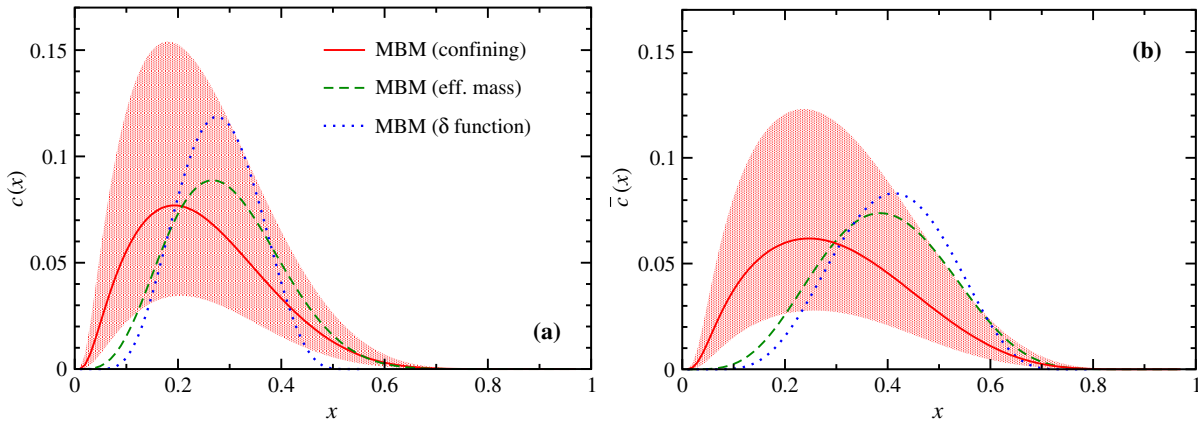 0.15
0.1
0.05
0
c(x)
MBM (confining)
MBM (eff. mass)
MBM (δ function)
(a)
0 0.2 0.4 0.6 0.8 1
x
0.15
0.1
0.05
0
c̄(x)
(b)
0 0.2 0.4 0.6 0.8 1
x